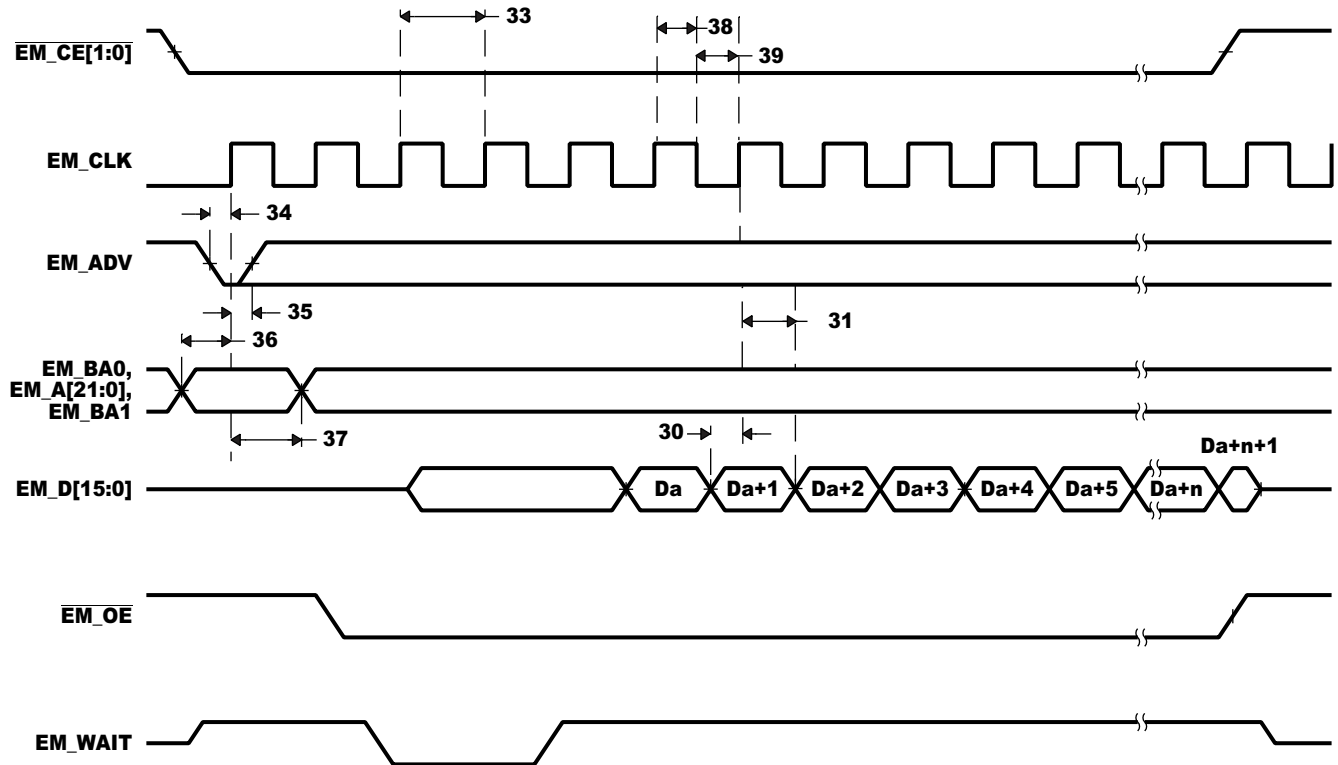 33
38
EM_CE[1:0]
39
EM_CLK
34
EM_ADV
35
31
36
EM_BA0,
EM_A[21:0],
EM_BA1
37
30
Da+n+1
EM_D[15:0]
Da Da+1 Da+2 Da+3 Da+4 Da+5 Da+n
EM_OE
EM_WAIT